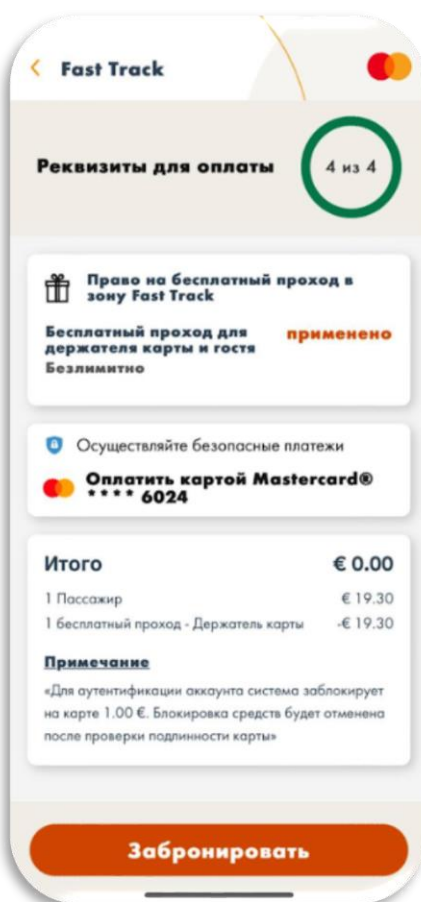 Fast Track
Реквизиты для оплаты
4 из 4
Право на бесплатный проход в
зону Fast Track
Бесплатный проход для
держателя карты и гостя
применено
Безлимитно
Осуществляйте безопасные платежи
Оплатить картой Mastercard®
**** 6024
Итого € 0.00
1 Пассажир € 19.30
1 бесплатный проход - Держатель карты -€ 19.30
Примечание
«Для аутентификации аккаунта система заблокирует
на карте 1.00 €. Блокировка средств будет отменена
после проверки подлинности карты»
Забронировать